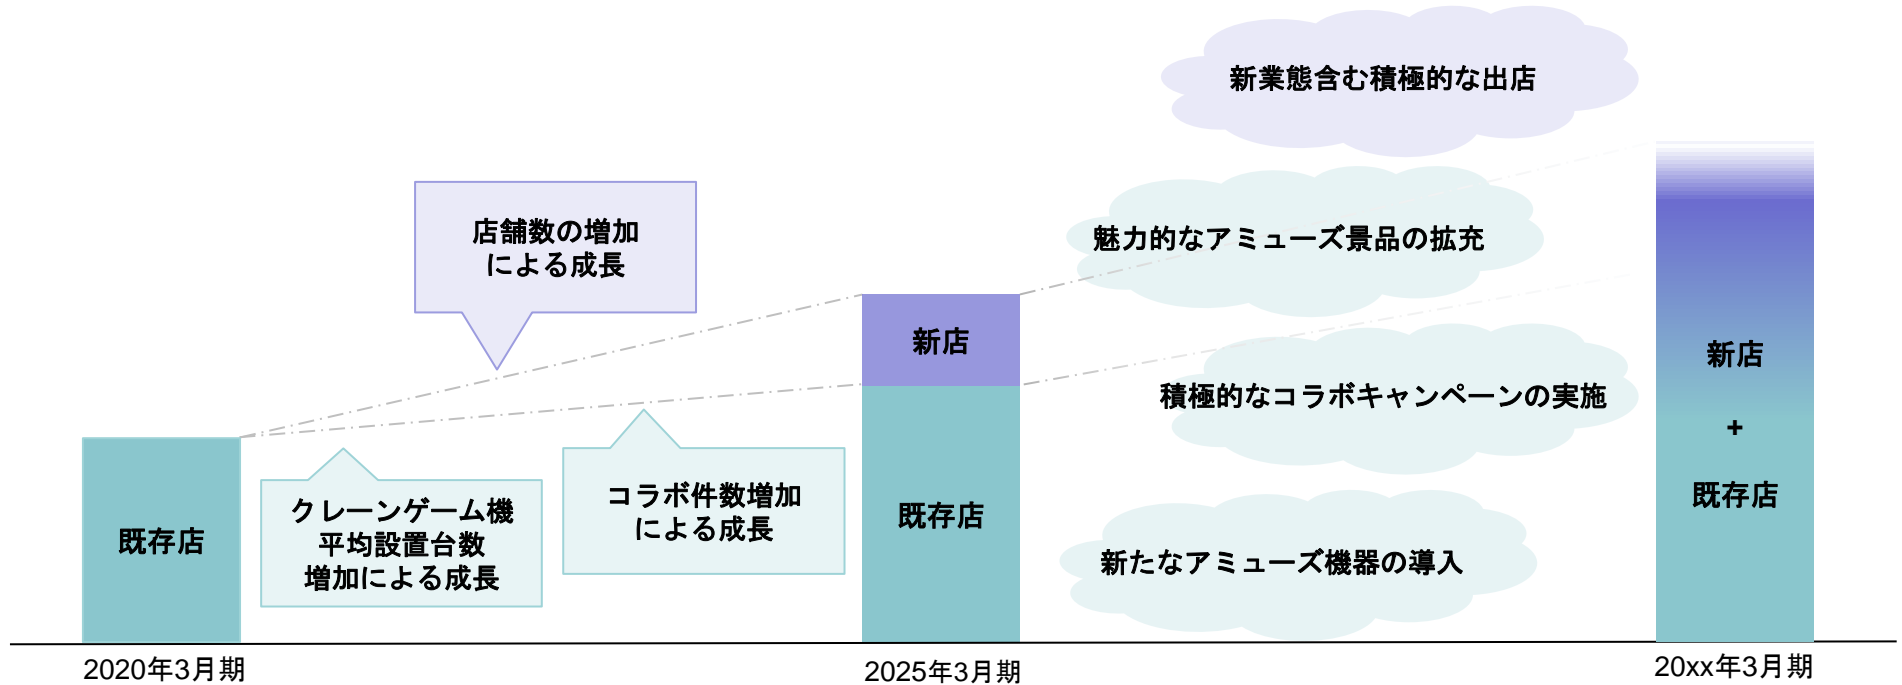 新業態含む積極的な出店
店舗数の増加
による成長
魅力的なアミューズ景品の拡充
新店
新店
積極的なコラボキャンペーンの実施
+
既存店
コラボ件数増加
による成長
クレーンゲーム機
平均設置台数
増加による成長
既存店
既存店
新たなアミューズ機器の導入
2020年3月期
2025年3月期
20xx年3月期